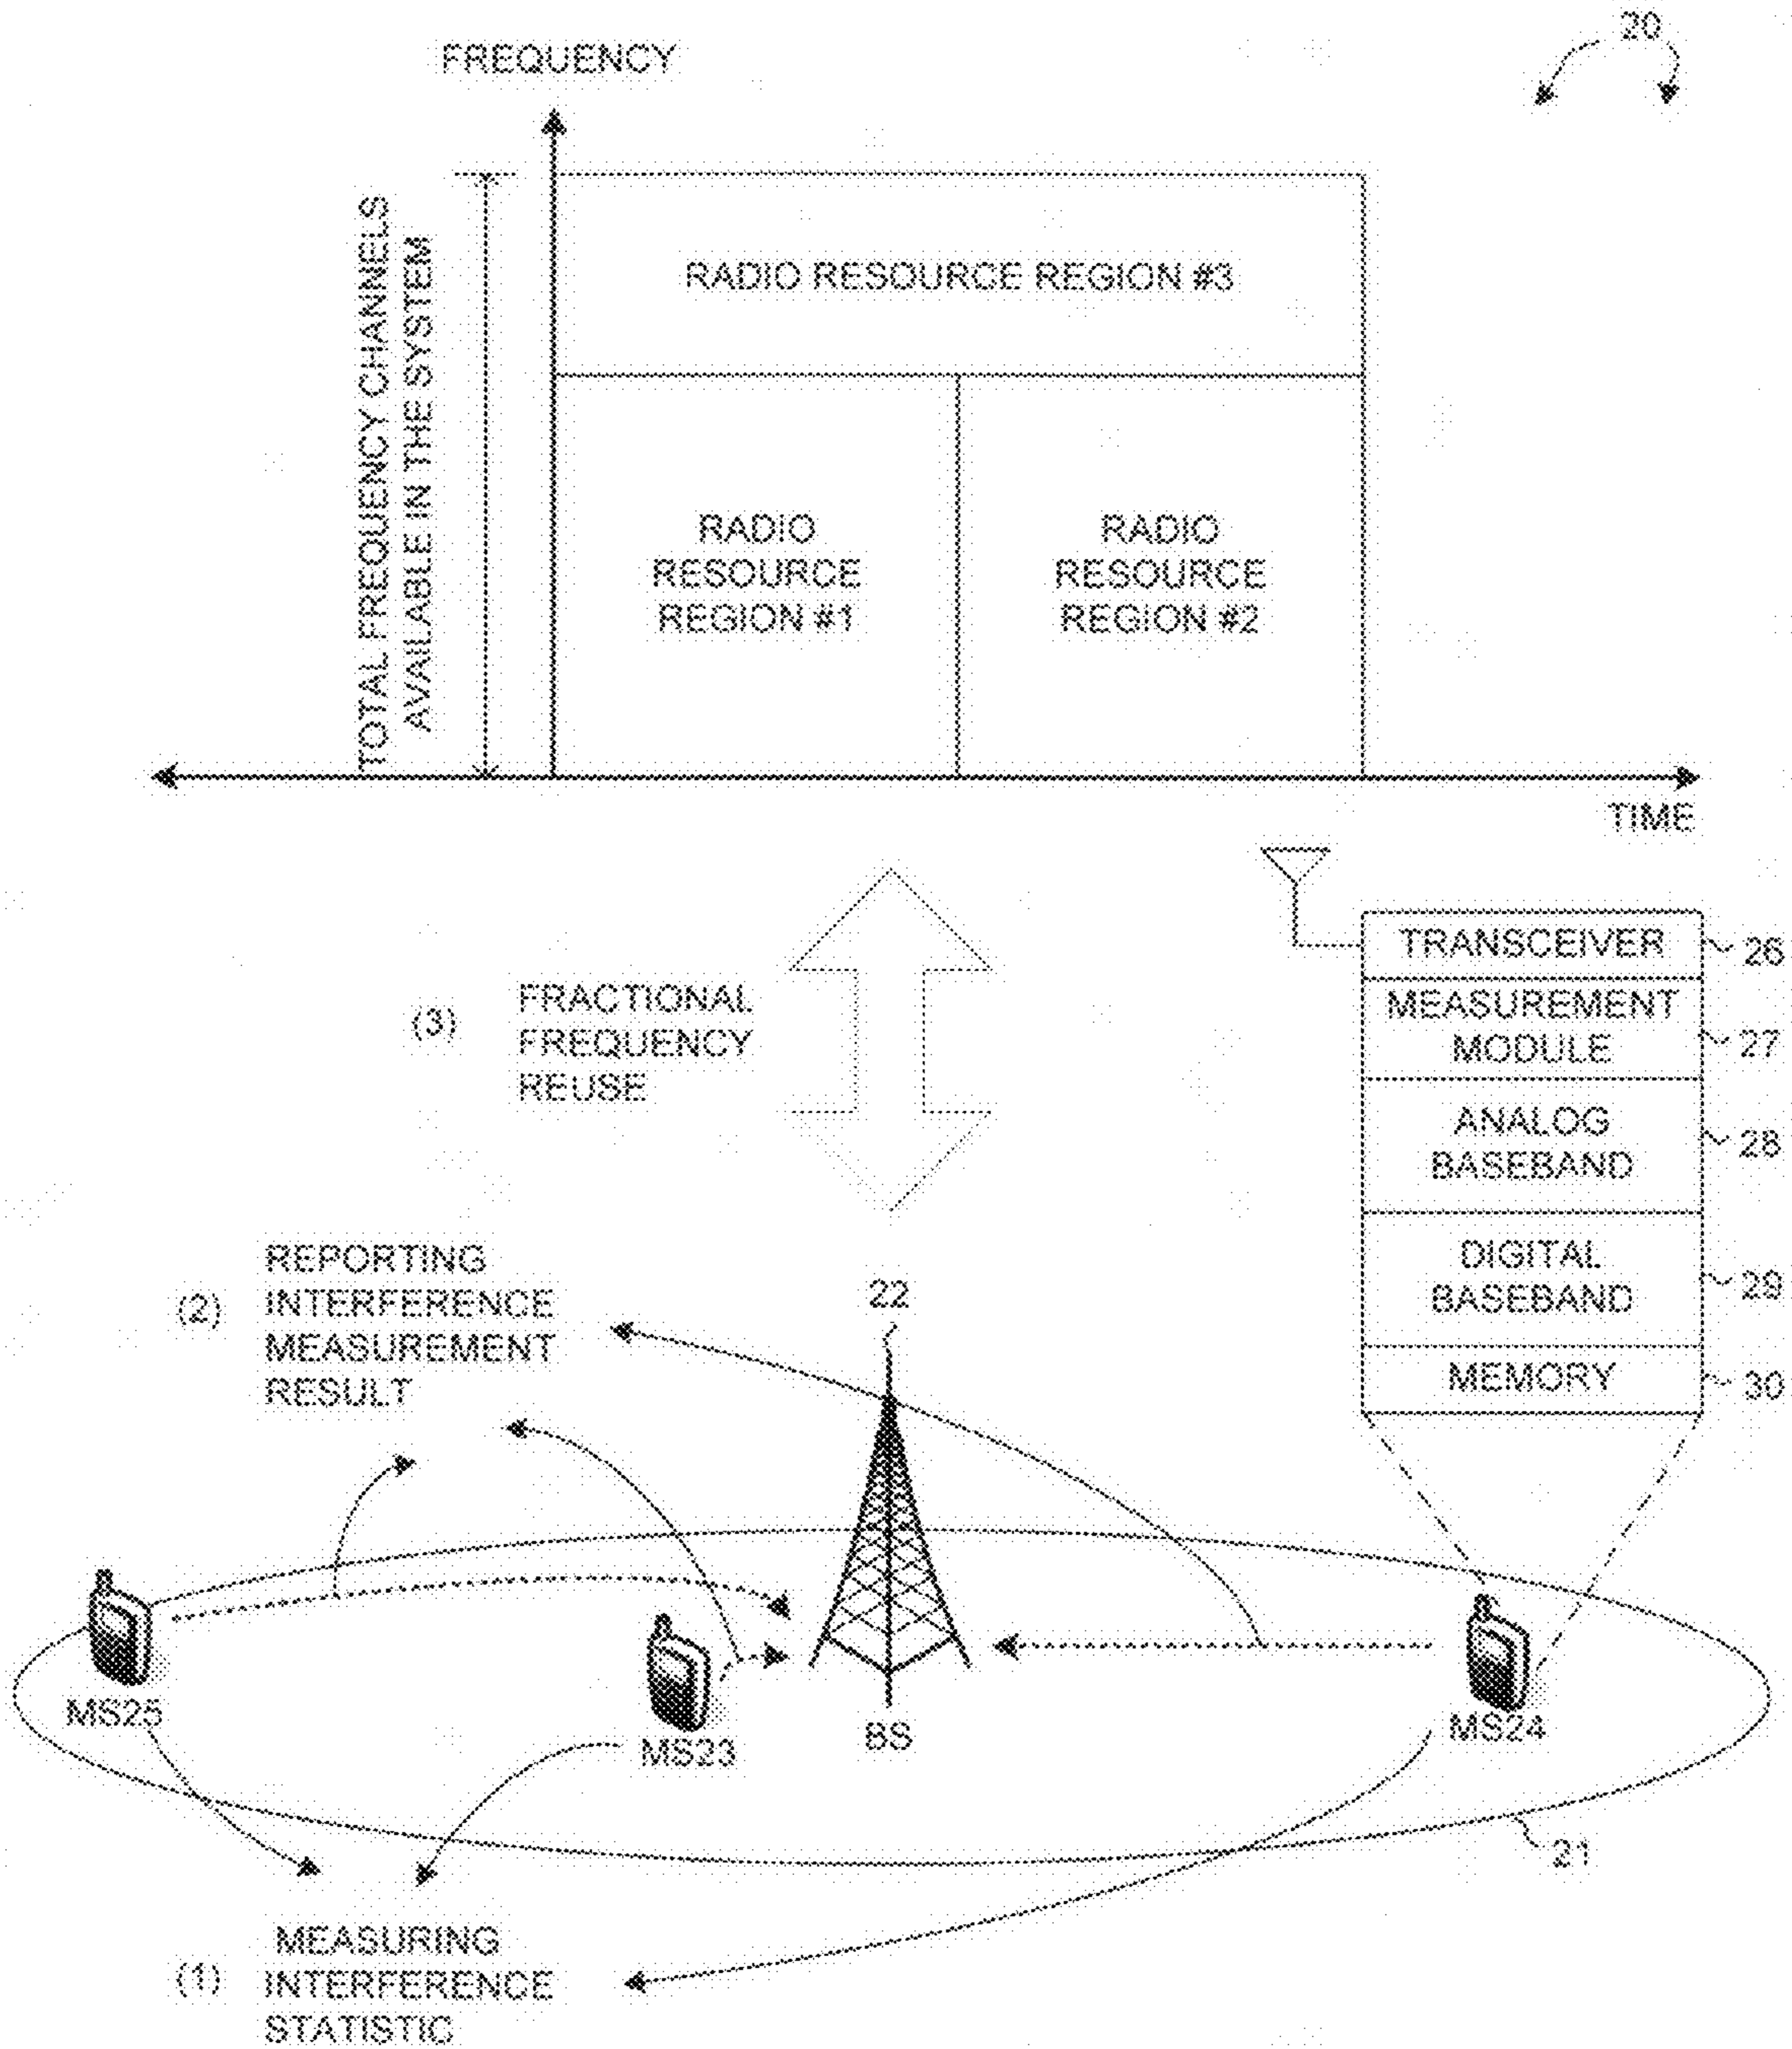 20
FREQUENCY
TOTAL FREQUENCY CHANNELS
AVAILABLE IN THE SYSTEM
RADIO RESOURCE REGION #3
RADIO
RESOURCE
REGION #1
RADIO
RESOURCE
REGION #2
TIME
(3)
FRACTIONAL
FREQUENCY
REUSE
TRANSCEIVER
26
MEASUREMENT
MODULE
27
ANALOG
BASEBAND
28
DIGITAL
BASEBAND
29
MEMORY
30
(2)
REPORTING
INTERFERENCE
MEASUREMENT
RESULT
22
MS25
MS23
BS
MS24
21
(1)
MEASURING
INTERFERENCE
STATISTIC